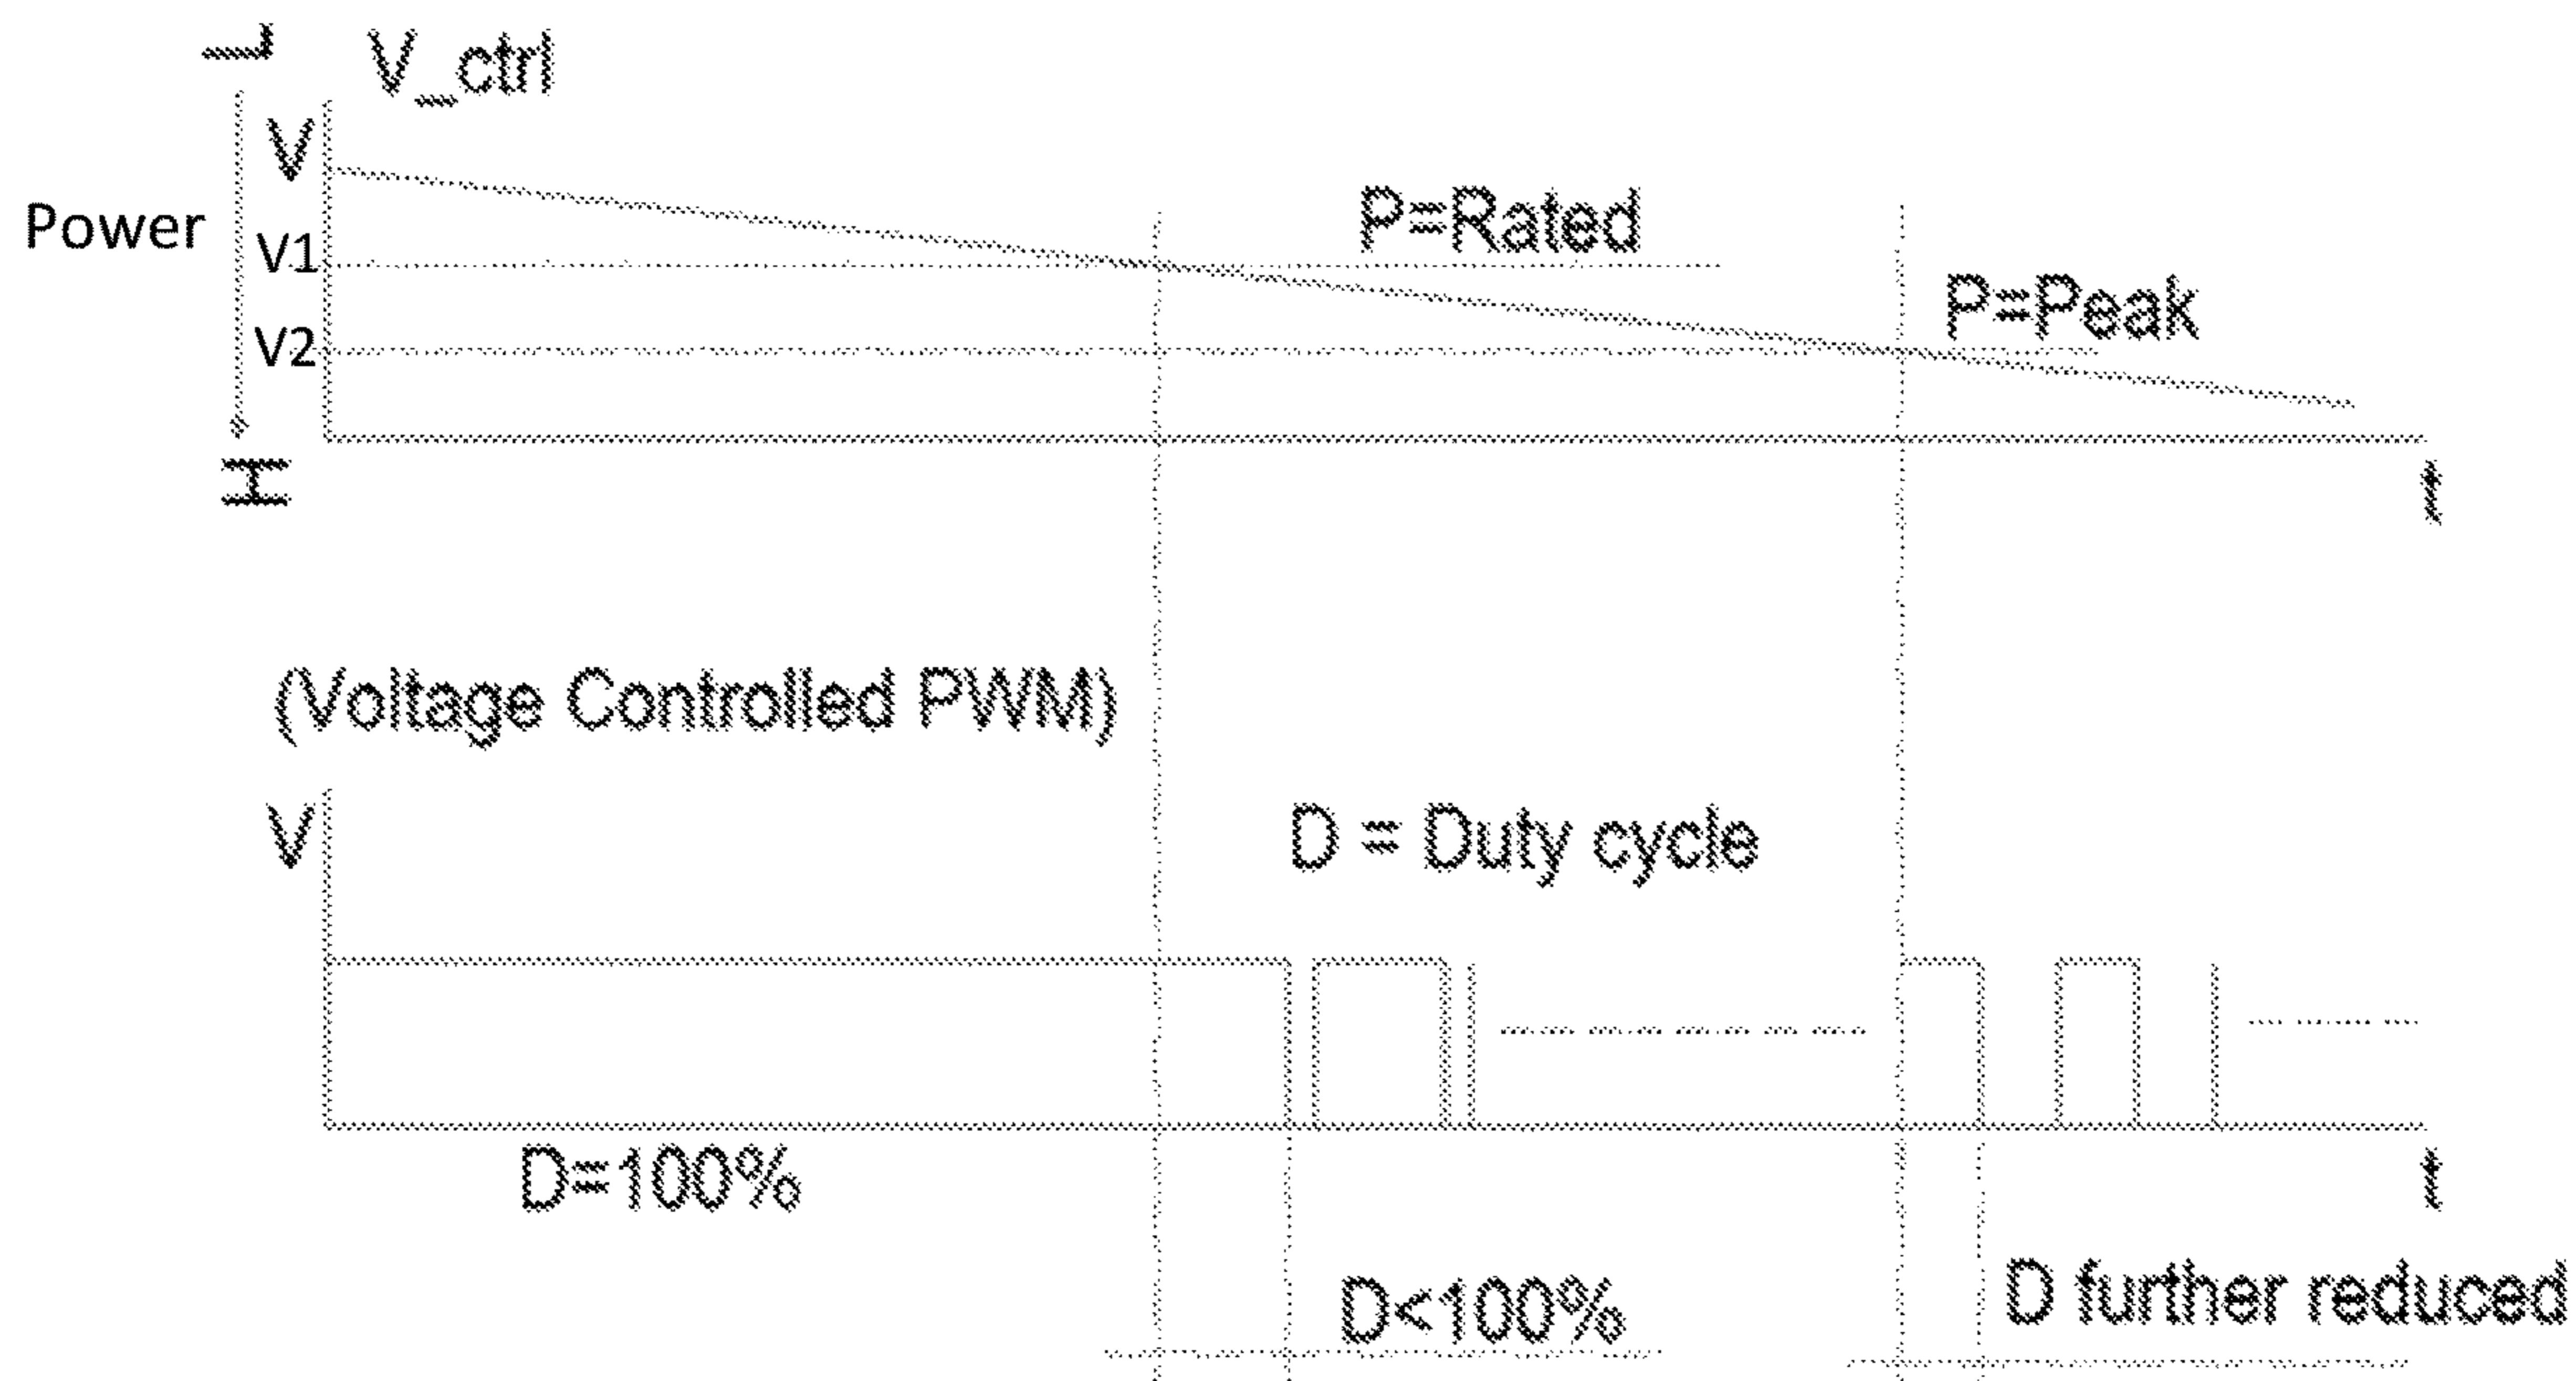 L
V_ctrl
V
Power
V1
P=Rated
V2
P=Peak
H
t
(Voltage Controlled PWM)
V
D = Duty cycle
D=100%
t
D<100%
D further reduced